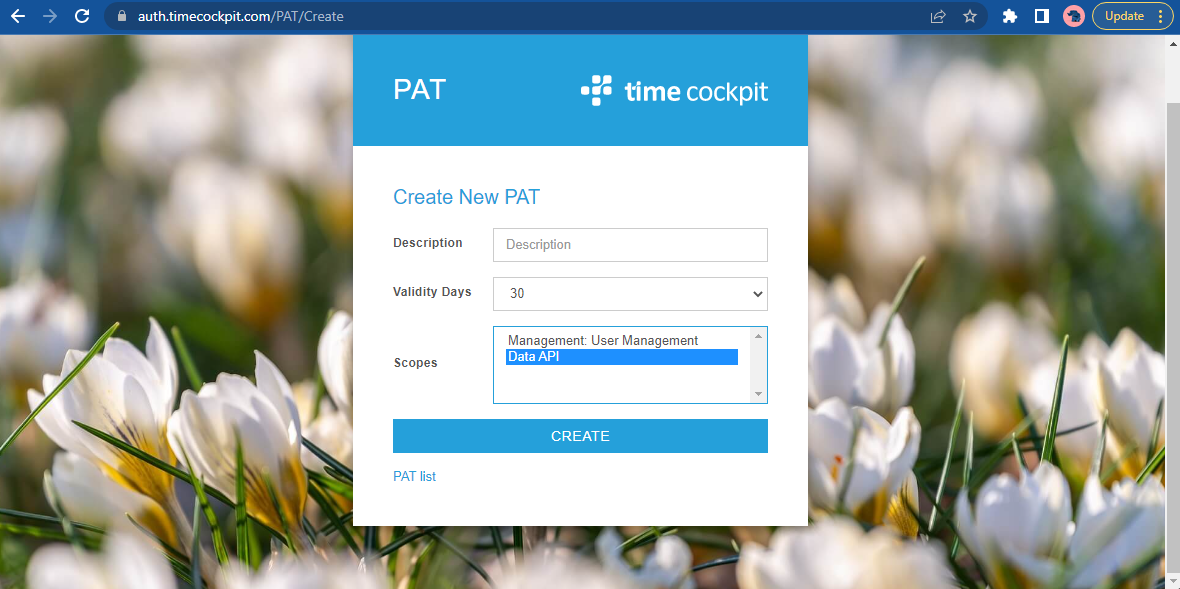 auth.timecockpit.com/PAT/Create
Update
PAT
time cockpit
Create New PAT
Description
Description
Validity Days
30
Scopes
Management: User Management
Data API
CREATE
PAT list